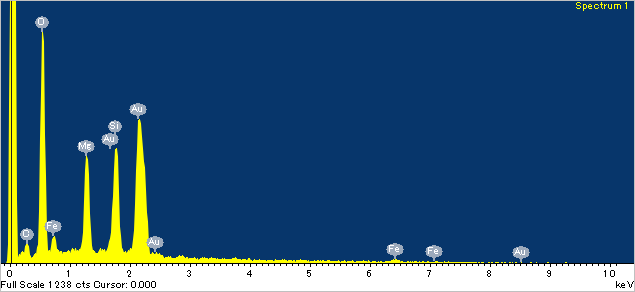 Spectrum 1
O
Au
Si
Au
Mg
Fe
C
Au
Fe
Fe
Au
0 1 2 3 4 5 6 7 8 9 10
Full Scale 1238 cts Cursor: 0.000 keV